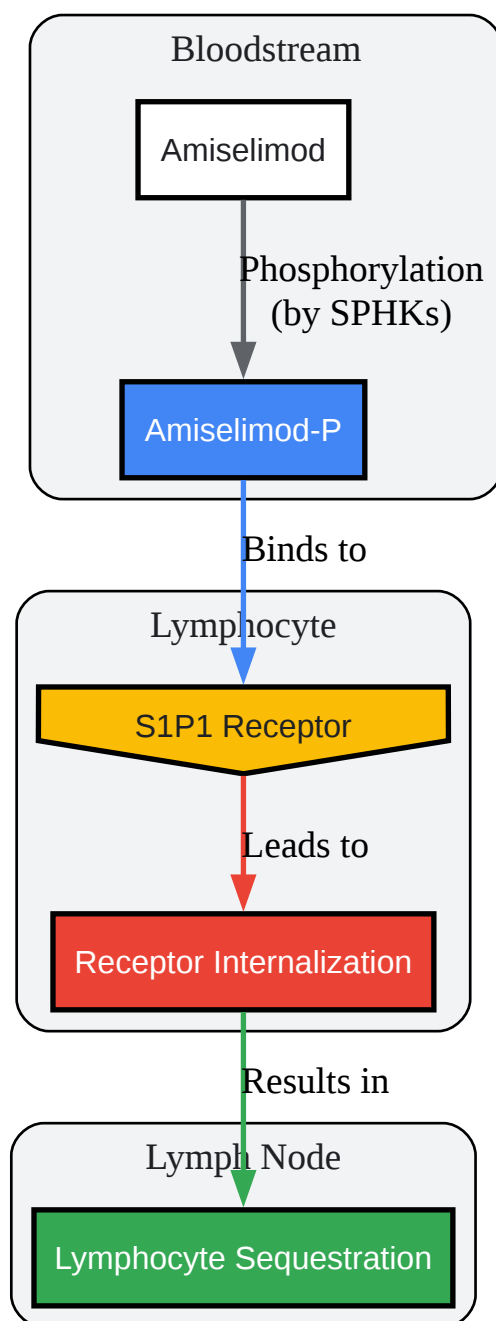 Bloodstream
Amiselimod
Phosphorylation
(by SPHKs)
Amiselimod-P
Binds to
Lymphocyte
S1P1 Receptor
Leads to
Receptor Internalization
Results in
Lymph Node
Lymphocyte Sequestration